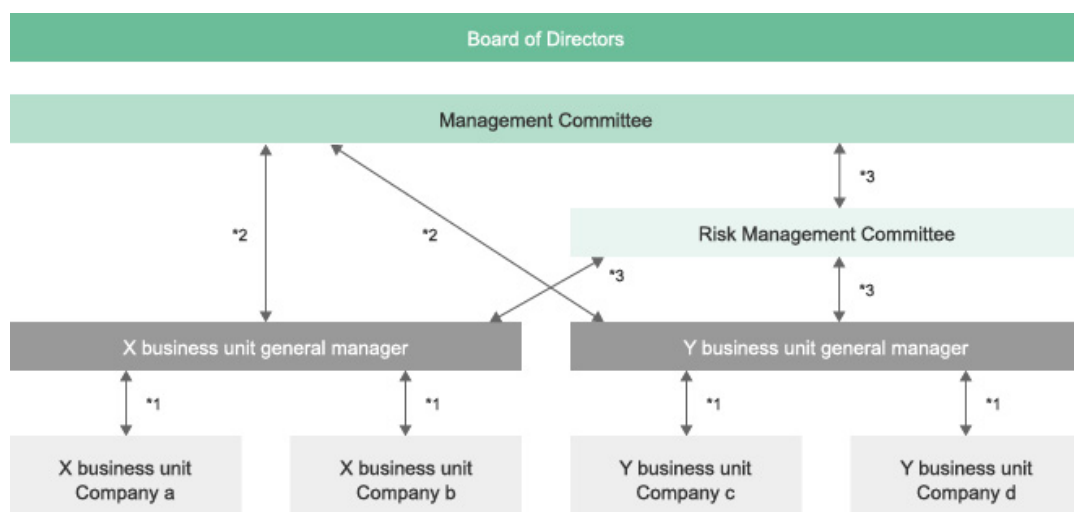 Board of Directors
Management Committee
*3
*2
*2
Risk Management Committee
*3
*3
X business unit general manager
Y business unit general manager
*1
*1
*1
*1
X business unit
Company a
X business unit
Company b
Y business unit
Company c
Y business unit
Company d